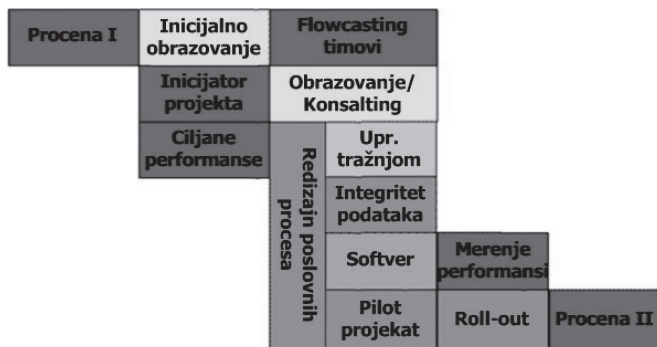 Procena I
Inicijalno
obrazovanje
Flowcasting
timovi
Inicijator
projekta
Obrazovanje/
Konsalting
Ciljane
performanse
Redizajn poslovnih
procesa
Upr.
tražnjom
Integritet
podataka
Softver
Merenje
performansi
Pilot
projekat
Roll-out
Procena II